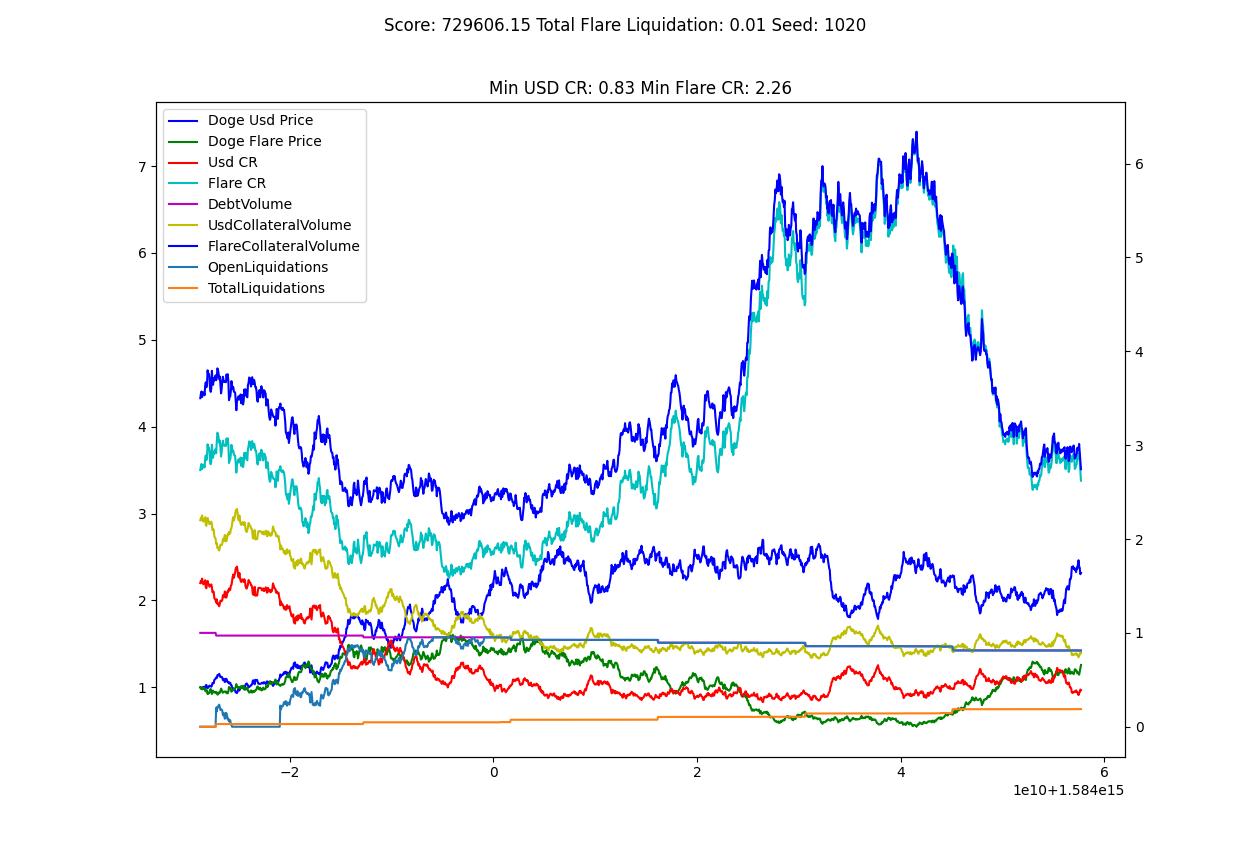 Score: 729606.15 Total Flare Liquidation: 0.01 Seed: 1020
Min USD CR: 0.83 Min Flare CR: 2.26
Doge Usd Price
Doge Flare Price
Usd CR
Flare CR
DebtVolume
UsdCollateralVolume
FlareCollateralVolume
OpenLiquidations
TotalLiquidations
7
6
5
4
3
2
1
6
5
4
3
2
1
0
−2
0
2
4
6
1e10+1.584e15